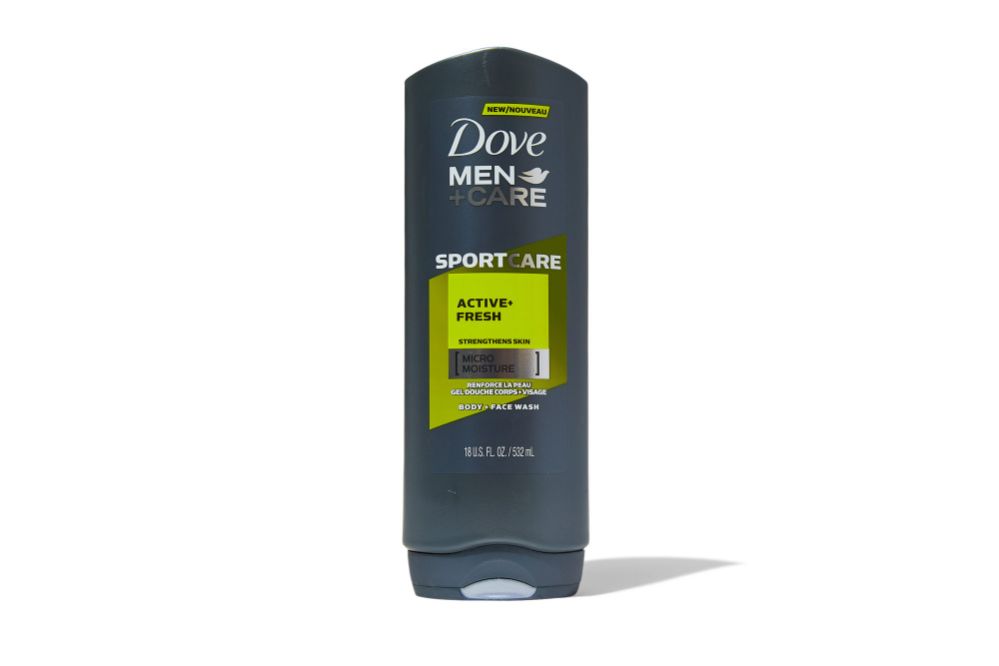 NEW/NOUVEAU
Dove
MEN
+CARE
SPORTCARE
ACTIVE+
FRESH
STRENGTHENS SKIN
[MICRO
MOISTURE]
RENFORCE LA PEAU
GEL DOUCHE CORPS + VISAGE
BODY + FACE WASH
18 U.S. FL. OZ. / 532 mL